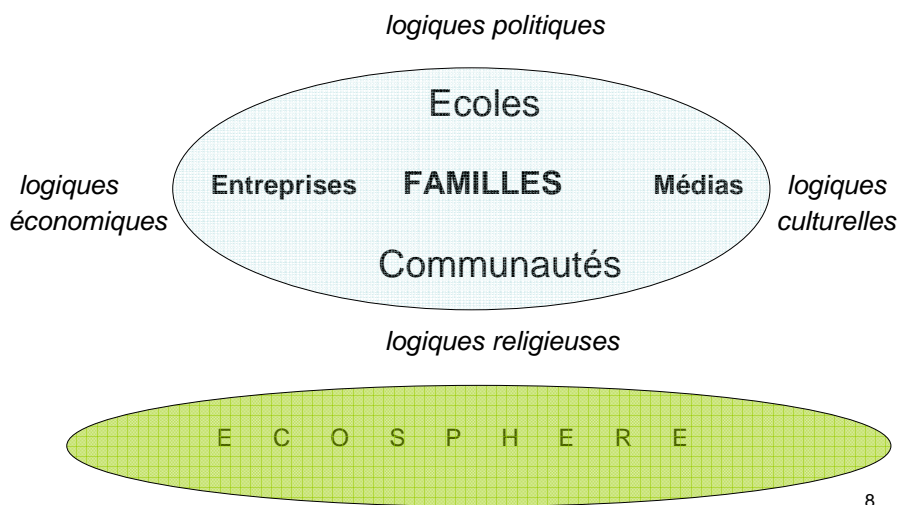 logiques politiques
Ecoles
logiques économiques
Entreprises FAMILLES Médias
logiques culturelles
Communautés
logiques religieuses
E C O S P H E R E
8